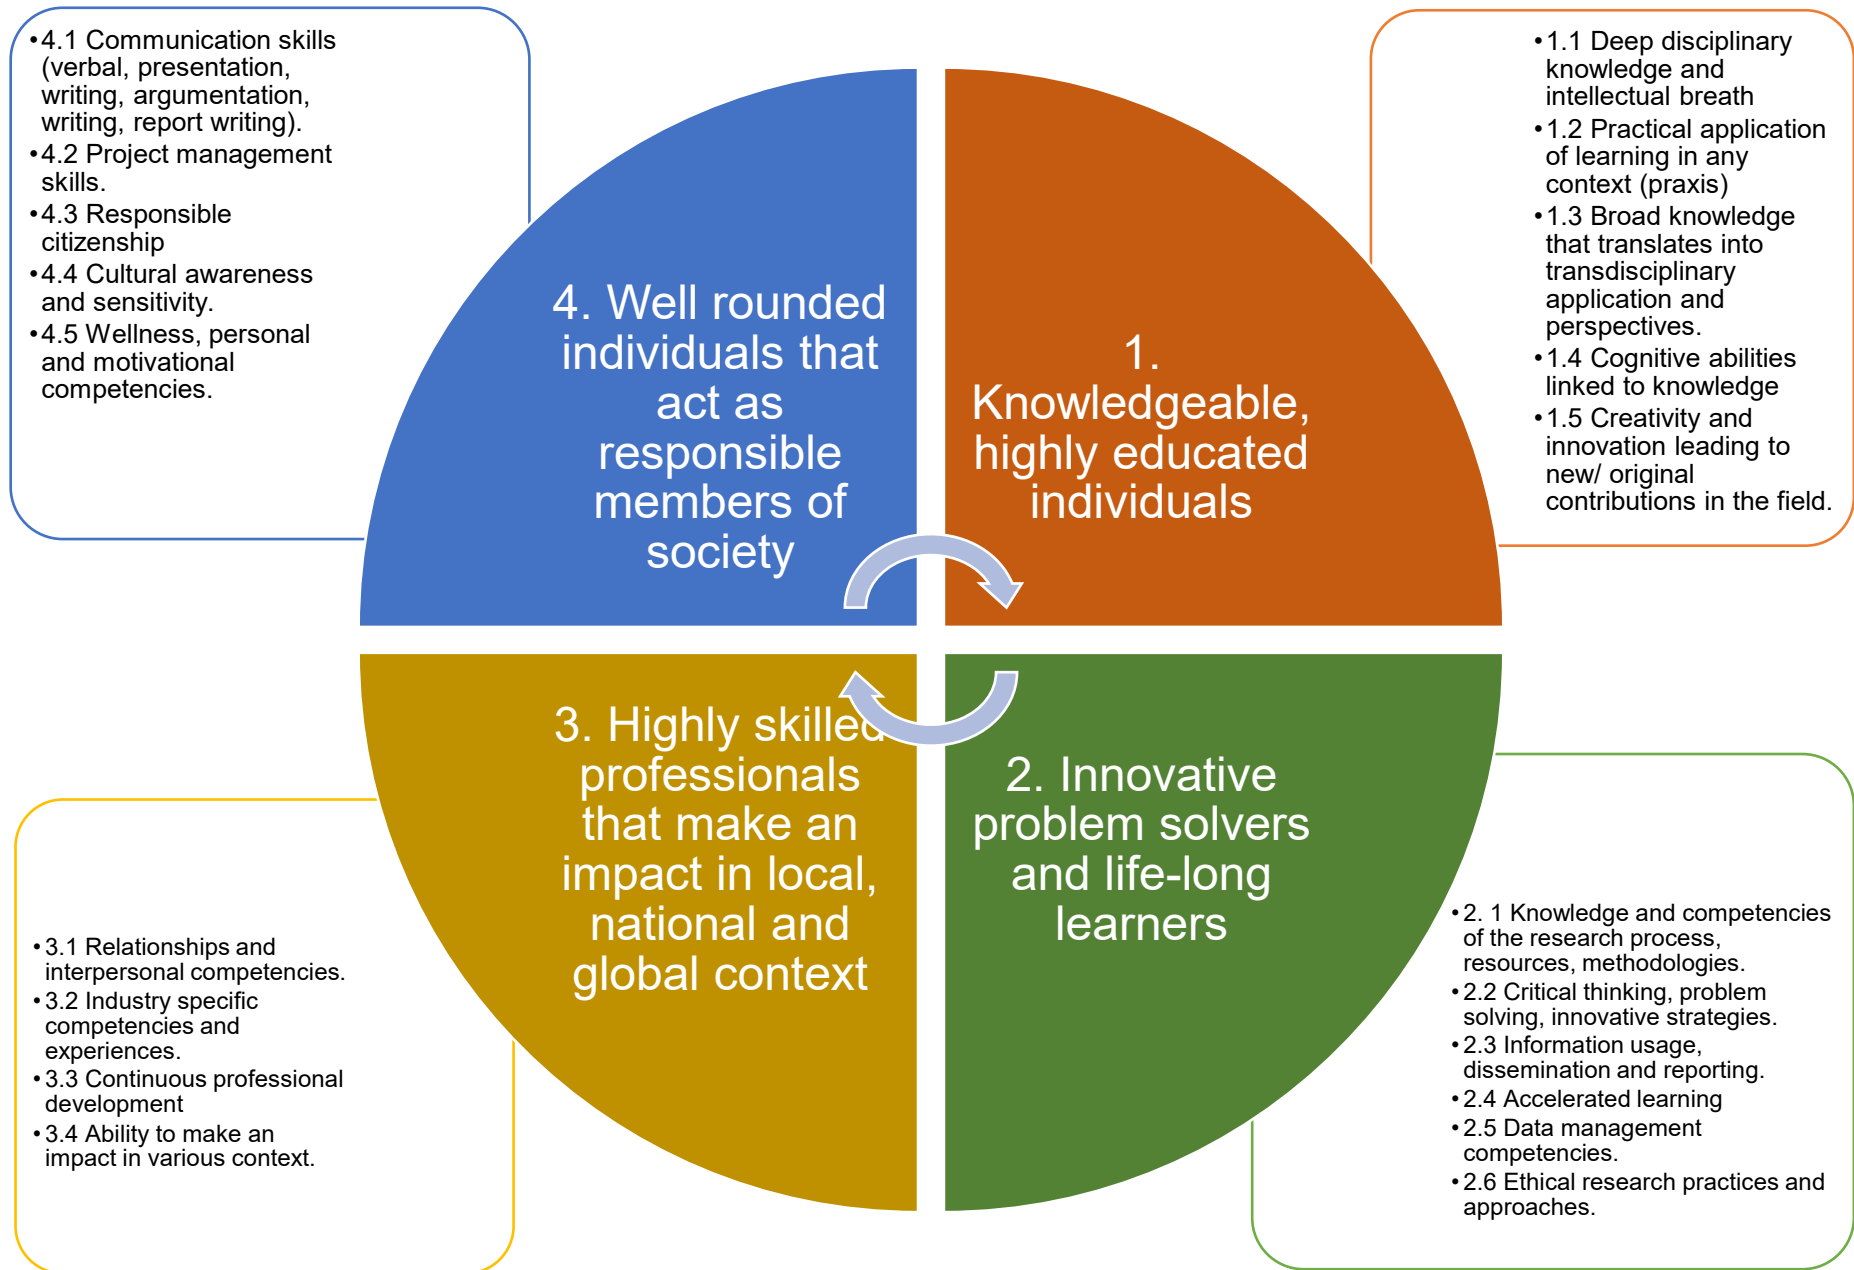 •4.1 Communication skills
(verbal, presentation,
writing, argumentation,
writing, report writing).
•4.2 Project management
skills.
•4.3 Responsible
citizenship
•4.4 Cultural awareness
and sensitivity.
•4.5 Wellness, personal
and motivational
competencies.
•1.1 Deep disciplinary
knowledge and
intellectual breath
•1.2 Practical application
of learning in any
context (praxis)
•1.3 Broad knowledge
that translates into
transdisciplinary
application and
perspectives.
•1.4 Cognitive abilities
linked to knowledge
•1.5 Creativity and
innovation leading to
new/ original
contributions in the field.
4. Well rounded
individuals that
act as
responsible
members of
society
1.
Knowledgeable,
highly educated
individuals
3. Highly skilled
professionals
that make an
impact in local,
national and
global context
2. Innovative
problem solvers
and life-long
learners
•3.1 Relationships and
interpersonal competencies.
•3.2 Industry specific
competencies and
experiences.
•3.3 Continuous professional
development
•3.4 Ability to make an
impact in various context.
•2. 1 Knowledge and competencies
of the research process,
resources, methodologies.
•2.2 Critical thinking, problem
solving, innovative strategies.
•2.3 Information usage,
dissemination and reporting.
•2.4 Accelerated learning
•2.5 Data management
competencies.
•2.6 Ethical research practices and
approaches.